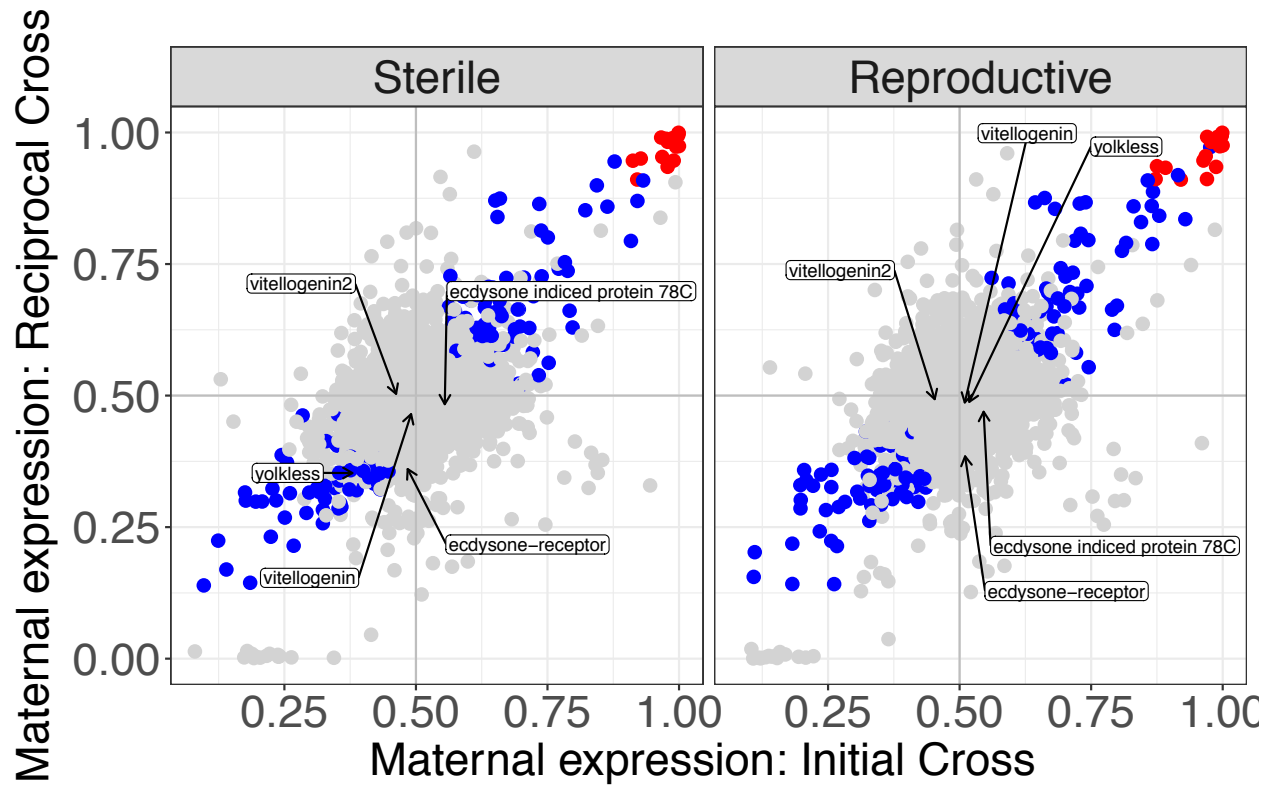 Sterile
Reproductive
Maternal expression: Reciprocal Cross
1.00
0.75
0.50
0.25
0.00
vitellogenin2
ecdysone indiced protein 78C
yolkless
ecdysone−receptor
vitellogenin
vitellogenin
yolkless
vitellogenin2
ecdysone indiced protein 78C
ecdysone−receptor
0.25 0.50 0.75 1.00 0.25 0.50 0.75 1.00
Maternal expression: Initial Cross